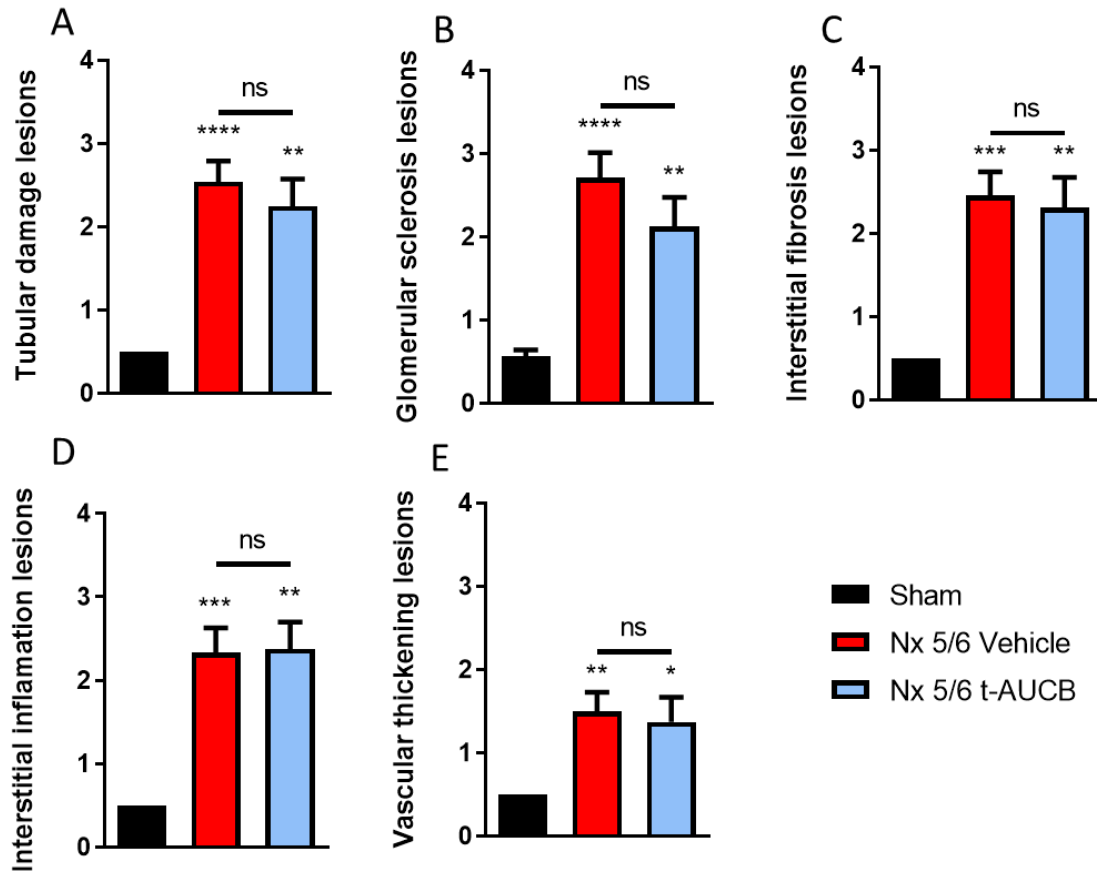 A
Tubular damage lesions
4
3
2
1
0
ns
****
**
B
Glomerular sclerosis lesions
4
3
2
1
0
ns
****
**
C
Interstitial fibrosis lesions
4
3
2
1
0
ns
***
**
D
Interstitial inflamation lesions
4
3
2
1
0
ns
***
**
E
Vascular thickening lesions
4
3
2
1
0
ns
**
*
Sham
Nx 5/6 Vehicle
Nx 5/6 t-AUCB